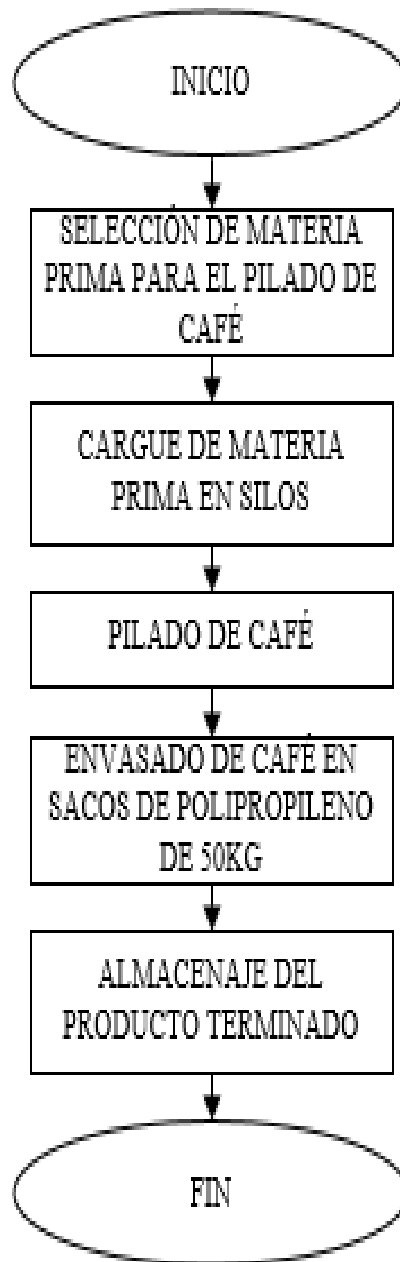 INICIO
SELECCIÓN DE MATERIA
PRIMA PARA EL PILADO DE
CAFÉ
CARGUE DE MATERIA
PRIMA EN SILOS
PILADO DE CAFÉ
ENVASADO DE CAFÉ EN
SACOS DE POLIPROPILENO
DE 50KG
ALMACENAJE DEL
PRODUCTO TERMINADO
FIN